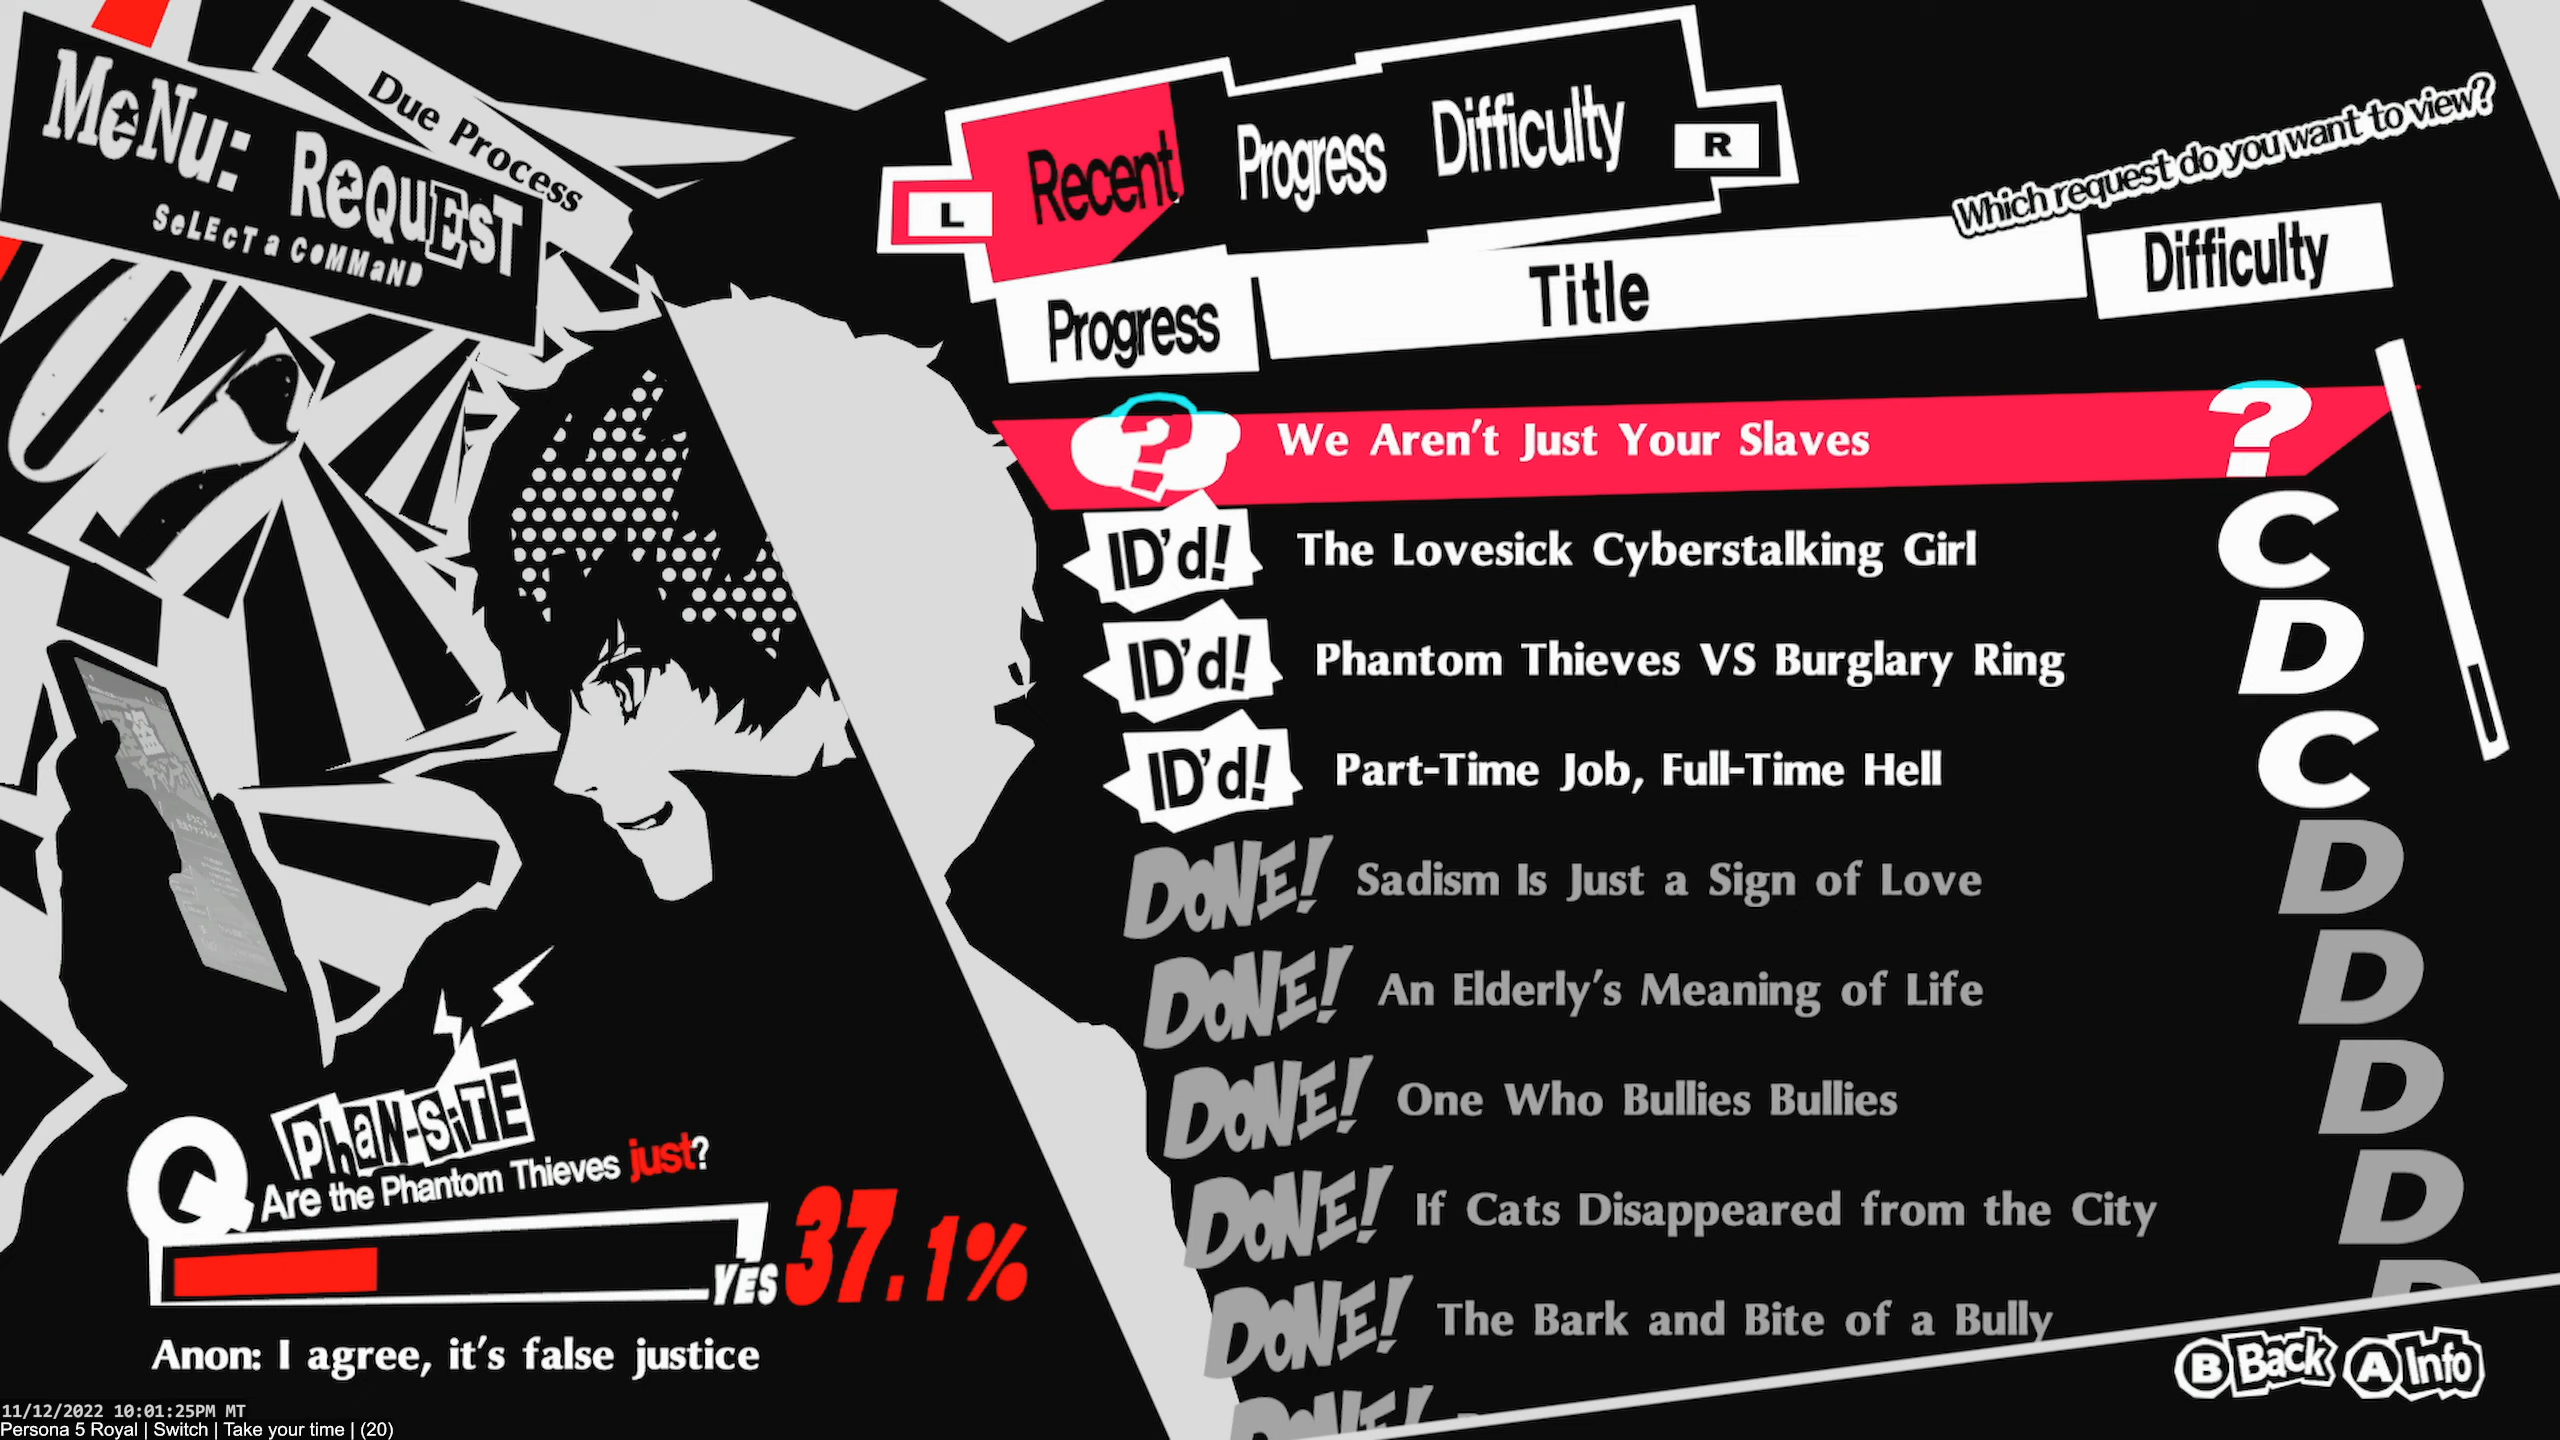 Due Process
MeNu: ReQuEsT
SeLEcT a CoMMaND
L
Recent
Progress
Difficulty
R
Which request do you want to view?
Progress
Title
Difficulty
? We Aren't Just Your Slaves ?
ID'd! The Lovesick Cyberstalking Girl C
ID'd! Phantom Thieves VS Burglary Ring D
ID'd! Part-Time Job, Full-Time Hell C
DONE! Sadism Is Just a Sign of Love D
DONE! An Elderly's Meaning of Life D
DONE! One Who Bullies Bullies D
DONE! If Cats Disappeared from the City D
DONE! The Bark and Bite of a Bully D
DONE!
PhaN-SiTE
Q Are the Phantom Thieves just?
YES 37.1%
Anon: I agree, it's false justice
B Back A Info
11/12/2022 10:01:25PM MT
Persona 5 Royal | Switch | Take your time | (20)